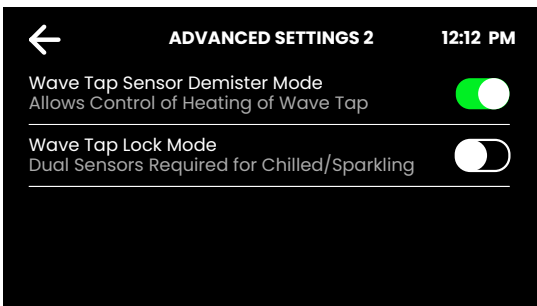 ADVANCED SETTINGS 2 12:12 PM
Wave Tap Sensor Demister Mode
Allows Control of Heating of Wave Tap
Wave Tap Lock Mode
Dual Sensors Required for Chilled/Sparkling